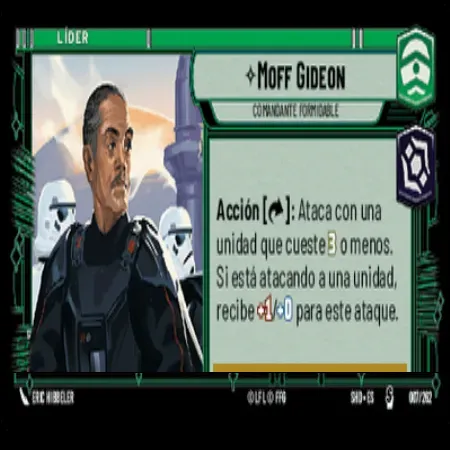 LÍDER
MOFF GIDEON
COMANDANTE FORMIDABLE
Acción [ ]: Ataca con una
unidad que cueste 3 o menos.
Si está atacando a una unidad,
recibe +1/+0 para este ataque.
ERIC HIBBELER
© LFL © FFG
SHD • ES
007/262